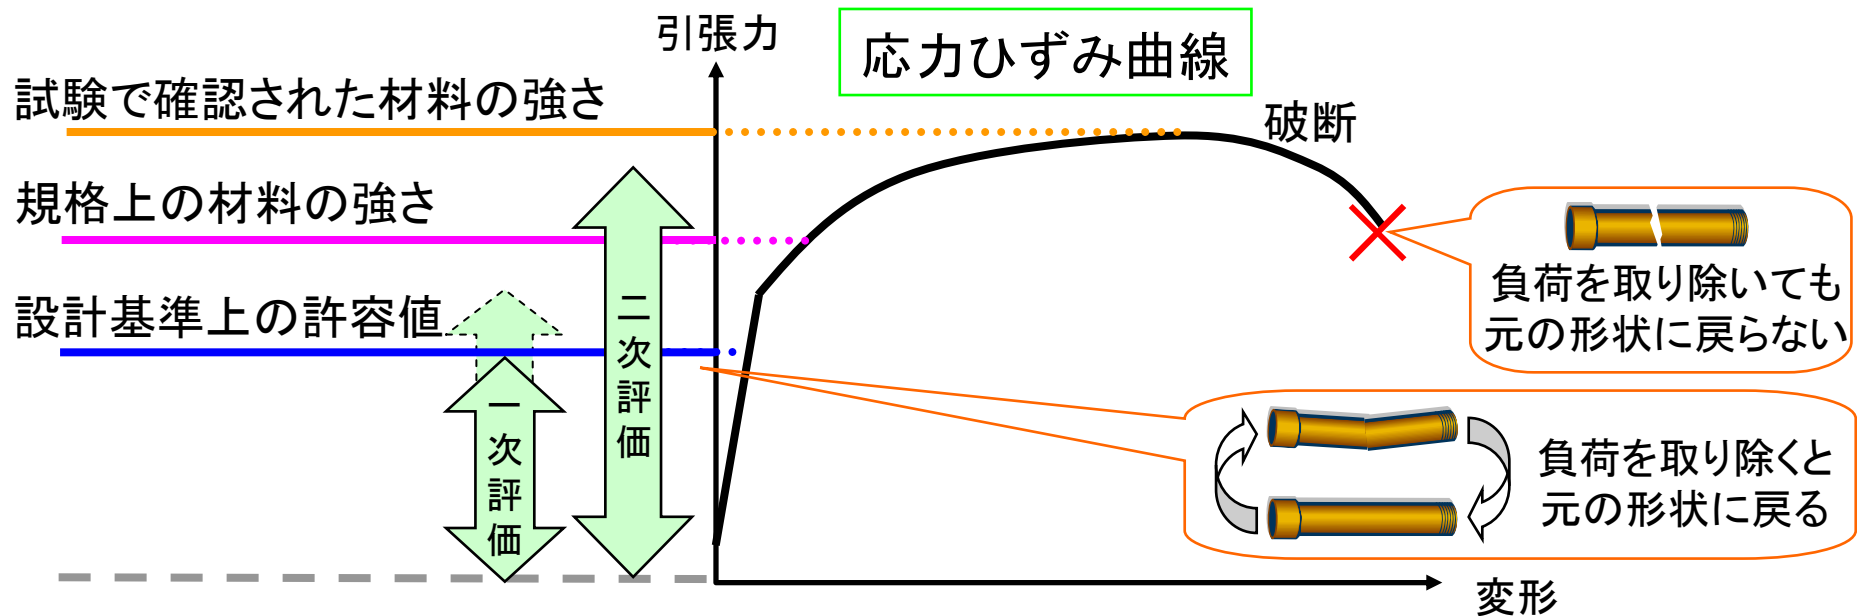 引張力
応力ひずみ曲線
試験で確認された材料の強さ
破断
規格上の材料の強さ
設計基準上の許容値
一次評価
二次評価
負荷を取り除いても
元の形状に戻らない
負荷を取り除くと
元の形状に戻る
変形